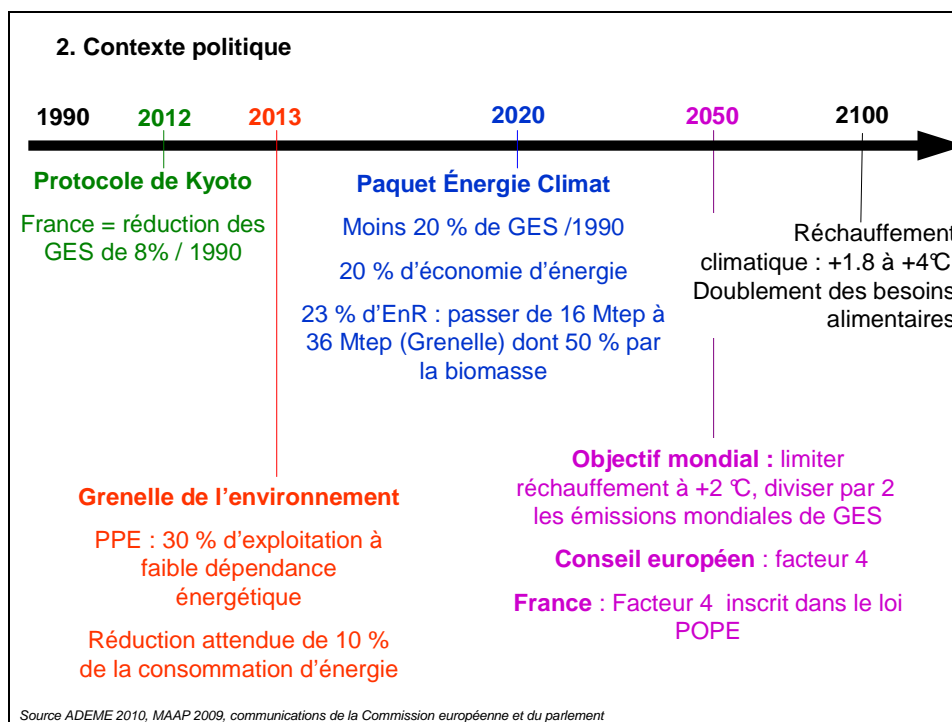 2. Contexte politique
1990 2012 2013 2020 2050 2100
Protocole de Kyoto
France = réduction des
GES de 8% / 1990
Paquet Énergie Climat
Moins 20 % de GES /1990
20 % d'économie d'énergie
23 % d'EnR : passer de 16 Mtep à
36 Mtep (Grenelle) dont 50 % par
la biomasse
Réchauffement
climatique : +1.8 à +4°C
Doublement des besoins
alimentaires
Grenelle de l'environnement
PPE : 30 % d'exploitation à
faible dépendance
énergétique
Réduction attendue de 10 %
de la consommation d'énergie
Objectif mondial : limiter
réchauffement à +2 °C, diviser par 2
les émissions mondiales de GES
Conseil européen : facteur 4
France : Facteur 4 inscrit dans le loi
POPE
Source ADEME 2010, MAAP 2009, communications de la Commission européenne et du parlement